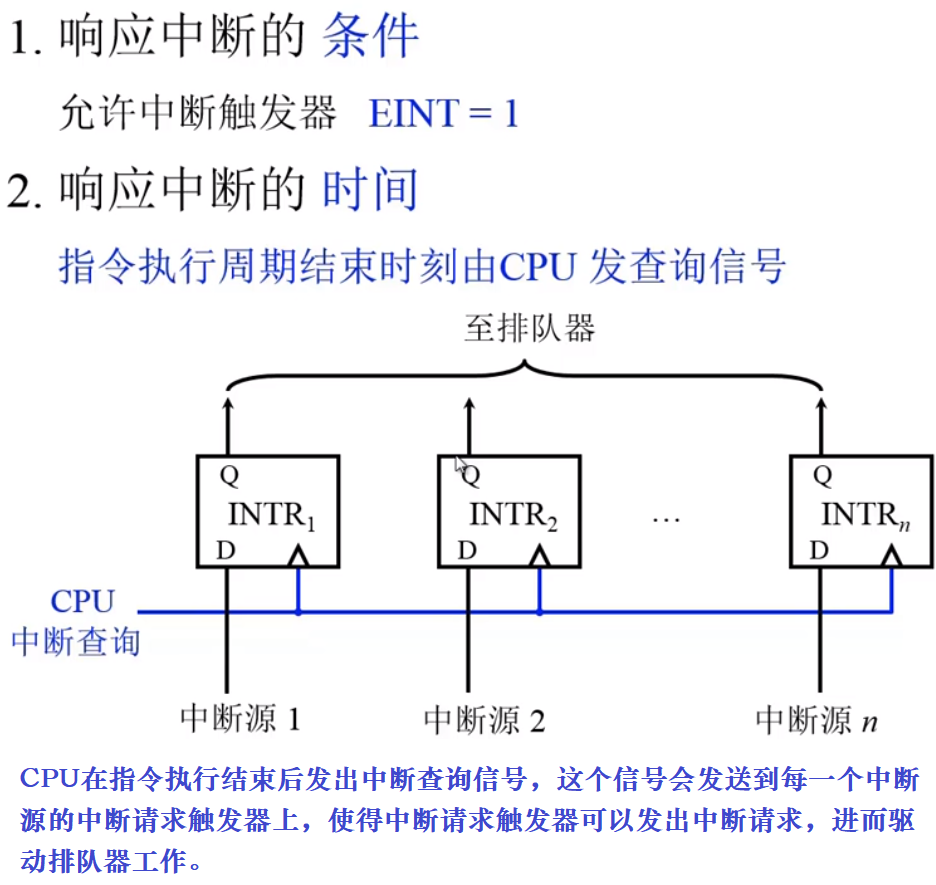 1. 响应中断的 条件
允许中断触发器 EINT = 1
2. 响应中断的 时间
指令执行周期结束时刻由CPU 发查询信号
至排队器
Q Q Q
INTR1 INTR2 … INTRn
D D D
CPU
中断查询
中断源 1 中断源 2 中断源 n
CPU在指令执行结束后发出中断查询信号，这个信号会发送到每一个中断
源的中断请求触发器上，使得中断请求触发器可以发出中断请求，进而驱
动排队器工作。